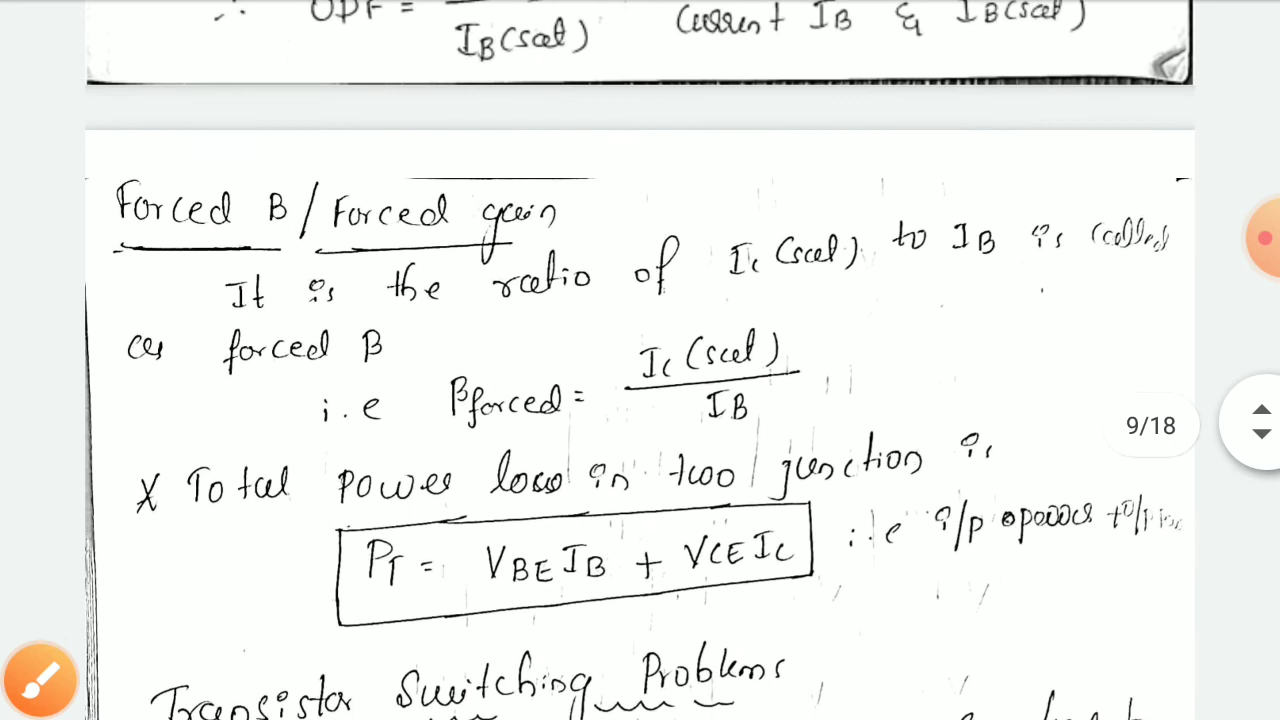 ∴ ODF =
IB(sat) Current IB & IB(sat)
Forced β / Forced gain
It is the ratio of Ic (sat) to IB is called
as forced β
i.e βforced = Ic (sat) / IB
* Total power loss in two junction is
PT = VBE IB + VCE IC i.e i/p
9/18
Transistor Switching Problems